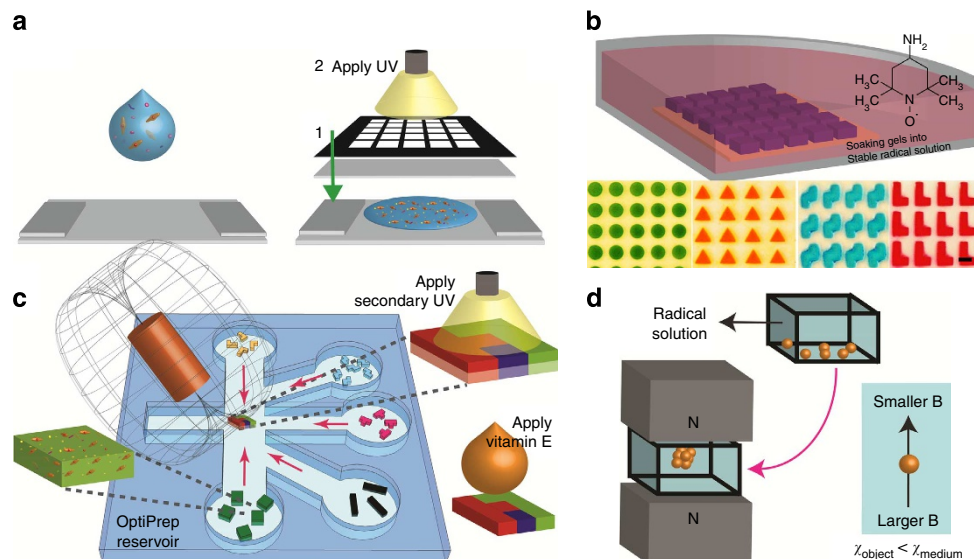 a
2 Apply UV
1
b
NH2
H3C CH3
H3C N CH3
O•
Soaking gels into
Stable radical solution
c
Apply
secondary UV
Apply
vitamin E
OptiPrep
reservoir
d
Radical
solution
N
N
Smaller B
Larger B
χobject < χmedium